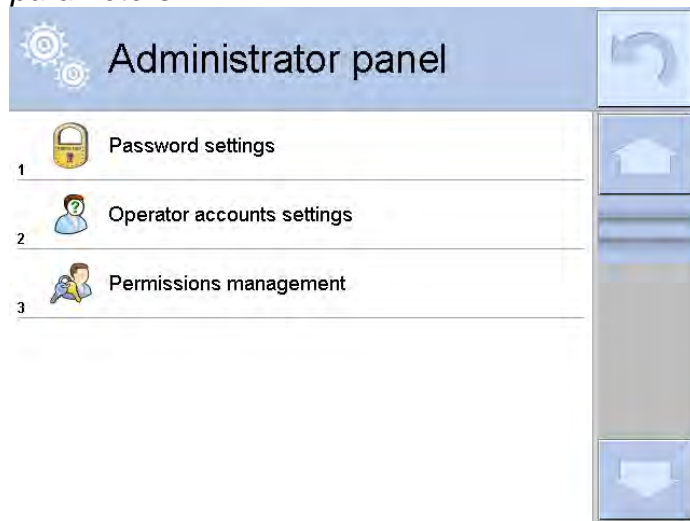 Administrator panel
Password settings
1
Operator accounts settings
2
Permissions management
3